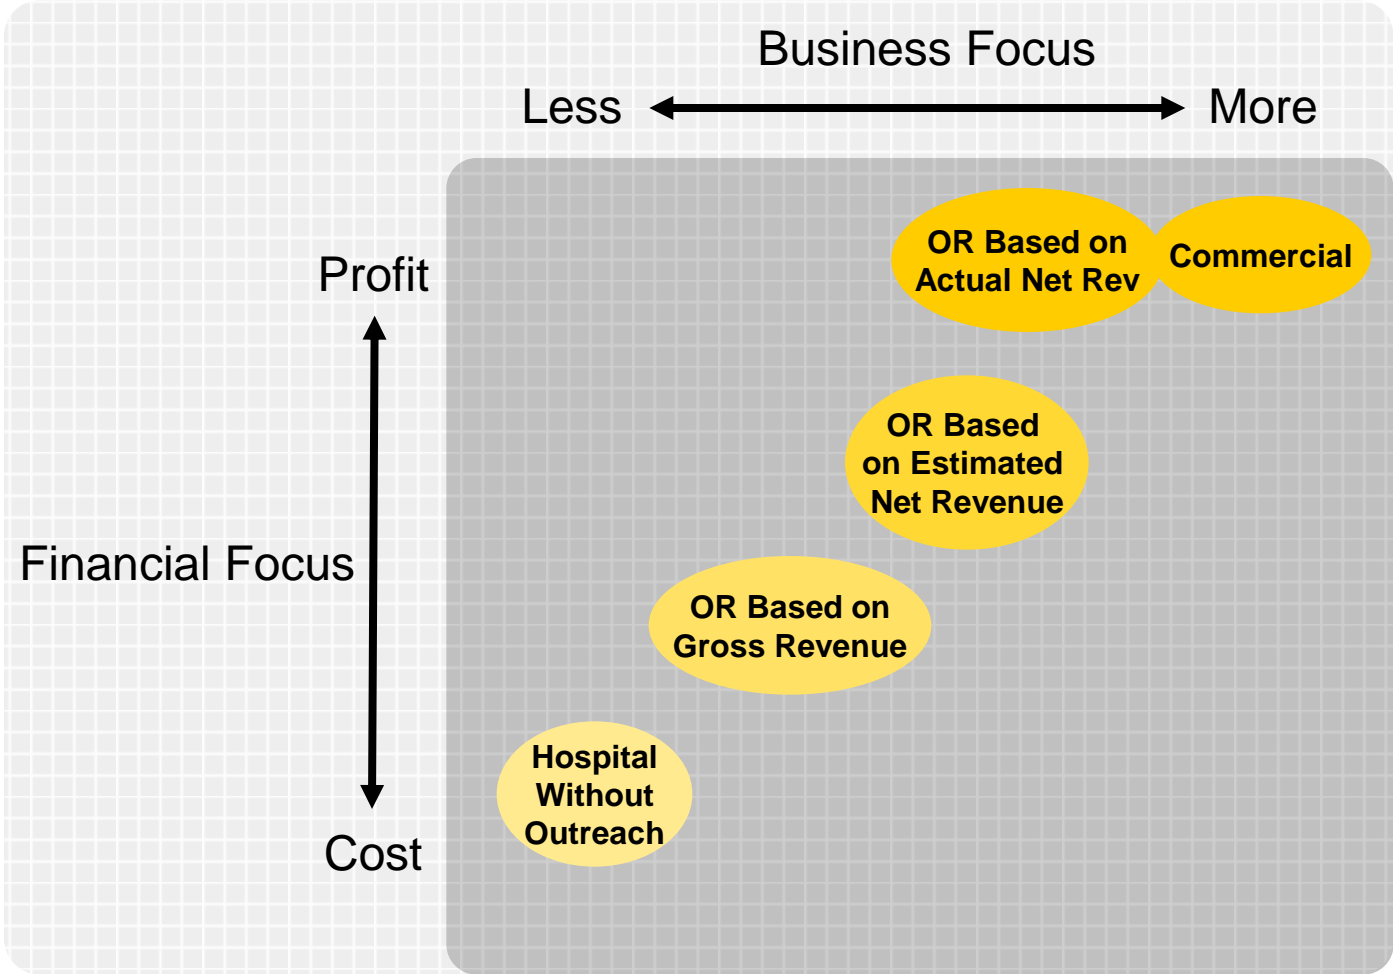 Business Focus
Less
More
OR Based on
Actual Net Rev
Commercial
Profit
OR Based
on Estimated
Net Revenue
Financial Focus
OR Based on
Gross Revenue
Hospital
Without
Outreach
Cost